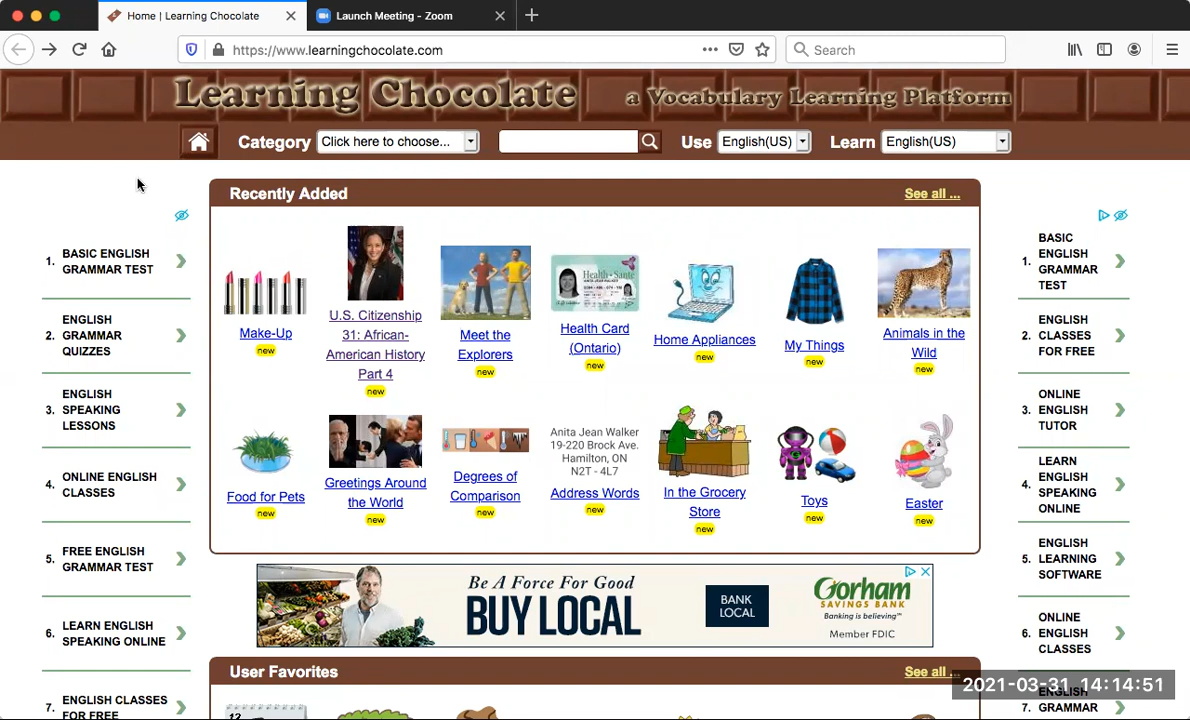 Home | Learning Chocolate
Launch Meeting - Zoom
https://www.learningchocolate.com
Search
Learning Chocolate
a Vocabulary Learning Platform
Category
Click here to choose...
Use
English(US)
Learn
English(US)
Recently Added
See all ...
1. BASIC ENGLISH
GRAMMAR TEST
2. ENGLISH
GRAMMAR
QUIZZES
3. ENGLISH
SPEAKING
LESSONS
4. ONLINE ENGLISH
CLASSES
5. FREE ENGLISH
GRAMMAR TEST
6. LEARN ENGLISH
SPEAKING ONLINE
7. ENGLISH CLASSES
FOR FREE
Make-Up
new
U.S. Citizenship
31: African-
American History
Part 4
new
Meet the
Explorers
new
Health • Santé
Health Card
(Ontario)
new
Home Appliances
new
My Things
new
Animals in the
Wild
new
Food for Pets
new
Greetings Around
the World
new
Degrees of
Comparison
new
Anita Jean Walker
19-220 Brock Ave.
Hamilton, ON
N2T - 4L7
Address Words
new
In the Grocery
Store
new
Toys
new
Easter
new
Be A Force For Good
BUY LOCAL
BANK
LOCAL
Gorham
SAVINGS BANK
Banking is believing™
Member FDIC
User Favorites
See all ...
12
1. BASIC
ENGLISH
GRAMMAR
TEST
2. ENGLISH
CLASSES
FOR FREE
3. ONLINE
ENGLISH
TUTOR
4. LEARN
ENGLISH
SPEAKING
ONLINE
5. ENGLISH
LEARNING
SOFTWARE
6. ONLINE
ENGLISH
CLASSES
7. ENGLISH
GRAMMAR
2021-03-31 14:14:51